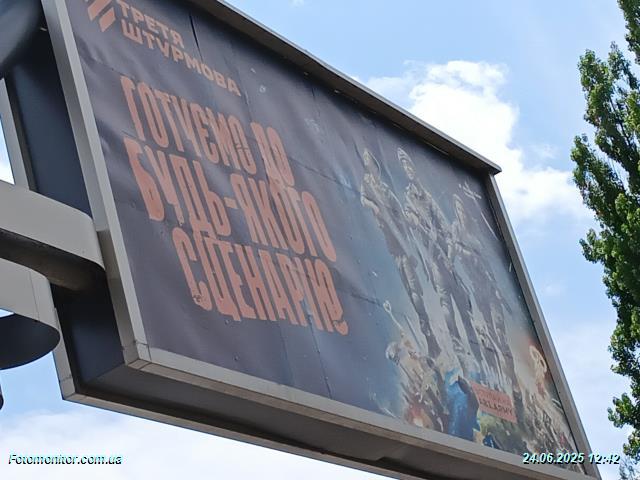 ТРЕТЯ
ШТУРМОВА
ГОТУЄМО ДО
БУДЬ-ЯКОГО
СЦЕНАРІЮ
Fotomonitor.com.ua
24.06.2025 12:42